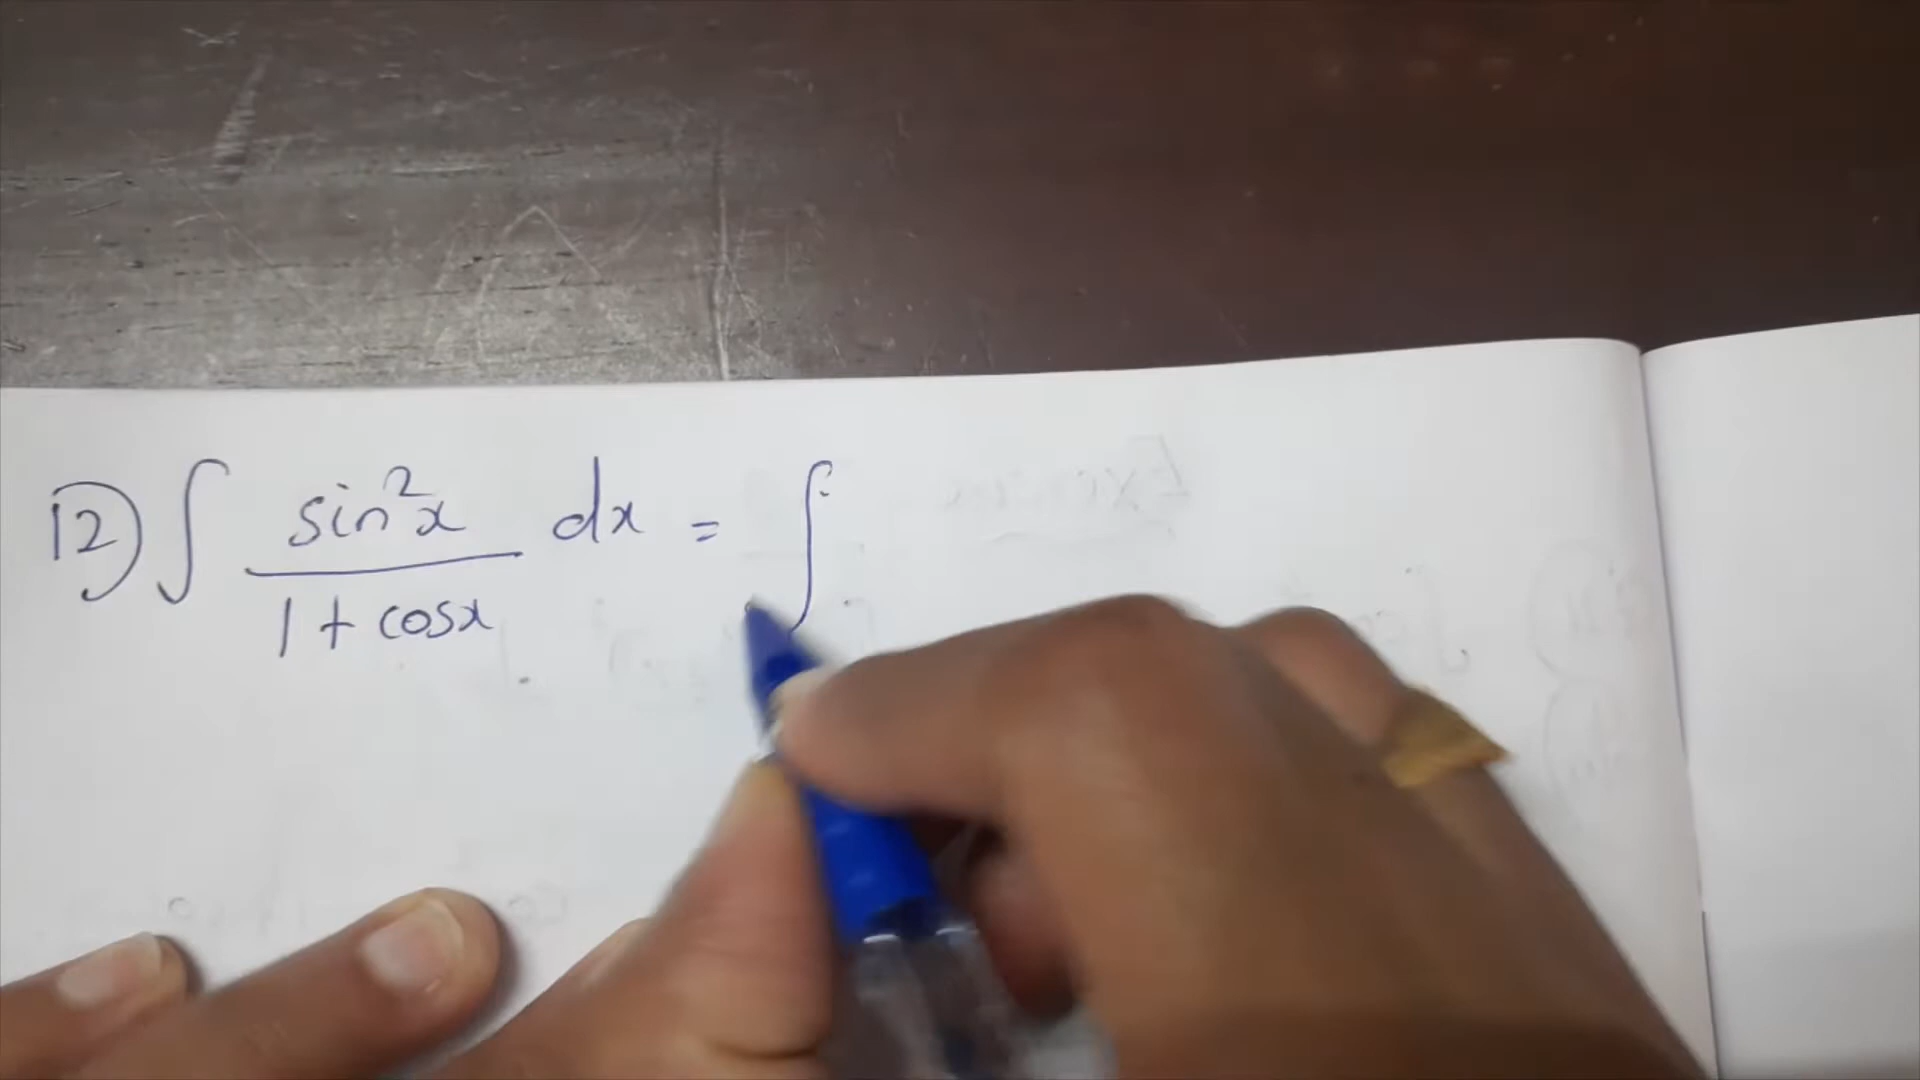 12) ∫ sin²x / 1 + cosx dx = ∫